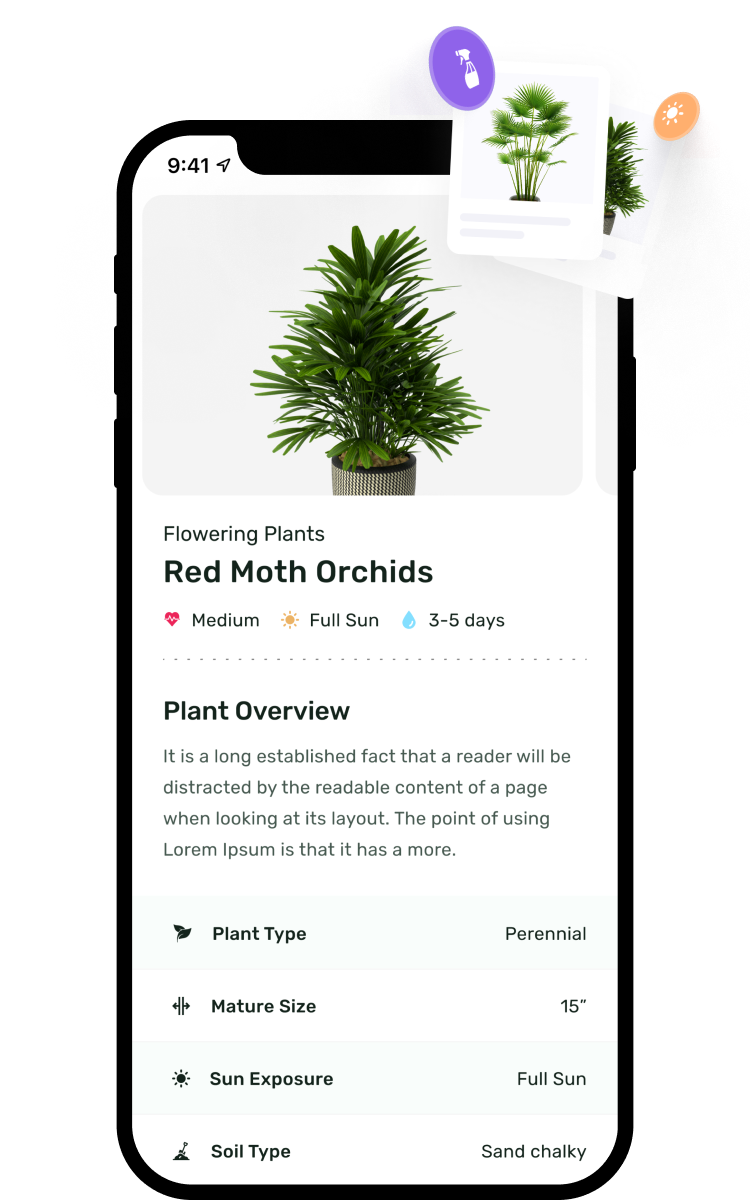 9:41
Flowering Plants
Red Moth Orchids
Medium Full Sun 3-5 days
Plant Overview
It is a long established fact that a reader will be
distracted by the readable content of a page
when looking at its layout. The point of using
Lorem Ipsum is that it has a more.
Plant Type Perennial
Mature Size 15”
Sun Exposure Full Sun
Soil Type Sand chalky